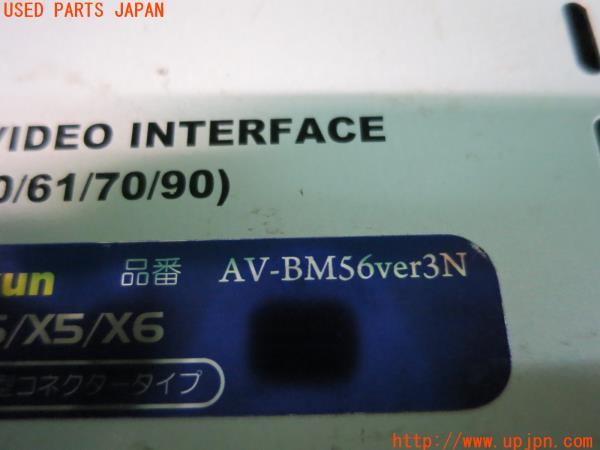 USED PARTS JAPAN
VIDEO INTERFACE
0/61/70/90)
品番 AV-BM56ver3N
/X5/X6
型コネクタータイプ
http://www.upjpn.com